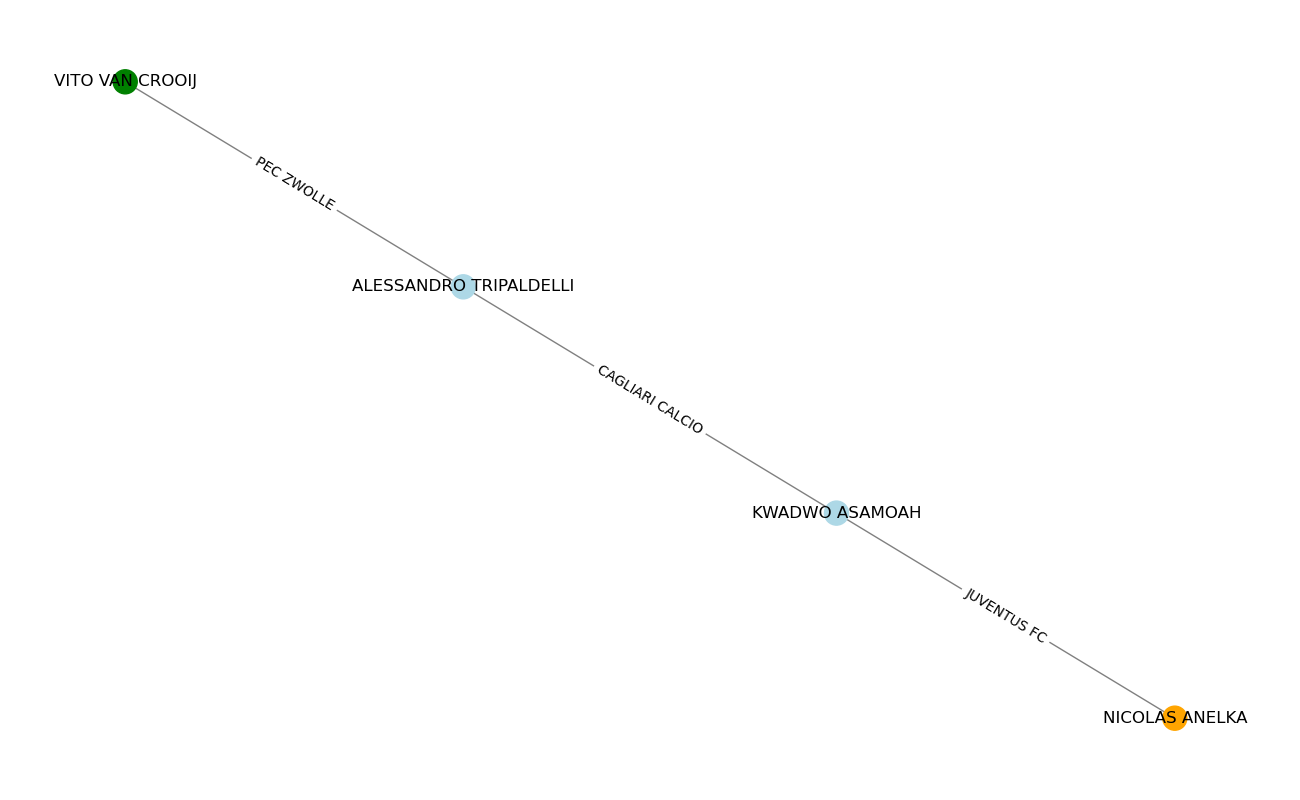 VITO VAN CROOIJ
PEC ZWOLLE
ALESSANDRO TRIPALDELLI
CAGLIARI CALCIO
KWADWO ASAMOAH
JUVENTUS FC
NICOLAS ANELKA